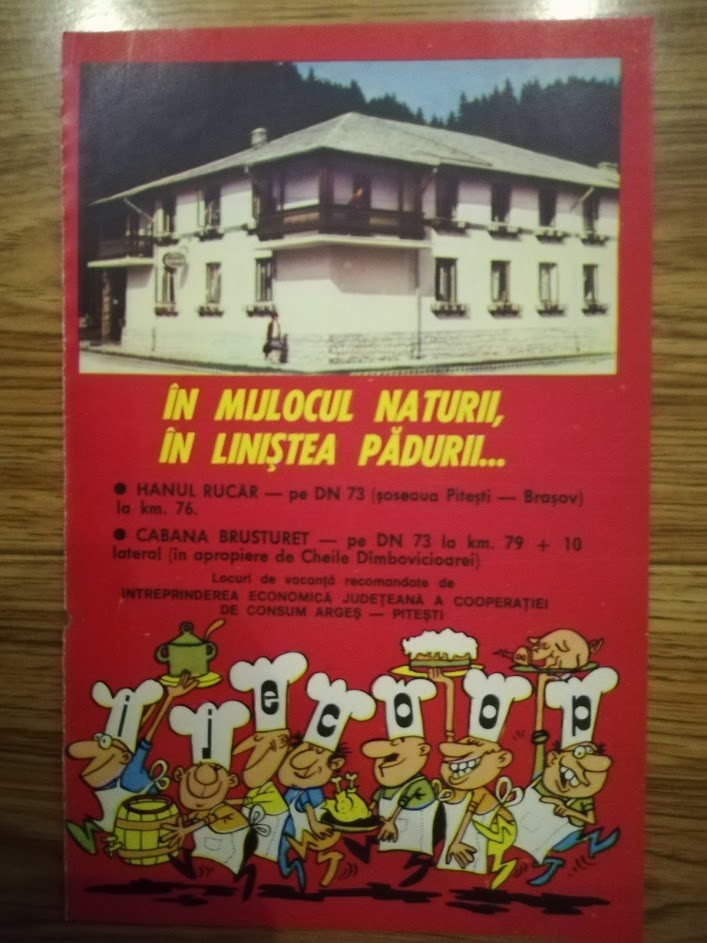 ÎN MIJLOCUL NATURII,
ÎN LINIȘTEA PĂDURII...
● HANUL RUCĂR — pe DN 73 (șoseaua Pitești — Brașov)
la km. 76.
● CABANA BRUSTURET — pe DN 73 la km. 79 + 10
lateral (în apropiere de Cheile Dîmbovicioarei)
Locuri de vacanță recomandate de
INTREPRINDEREA ECONOMICĂ JUDEȚEANĂ A COOPERAȚIEI
DE CONSUM ARGEȘ — PITEȘTI
i j e c o o p